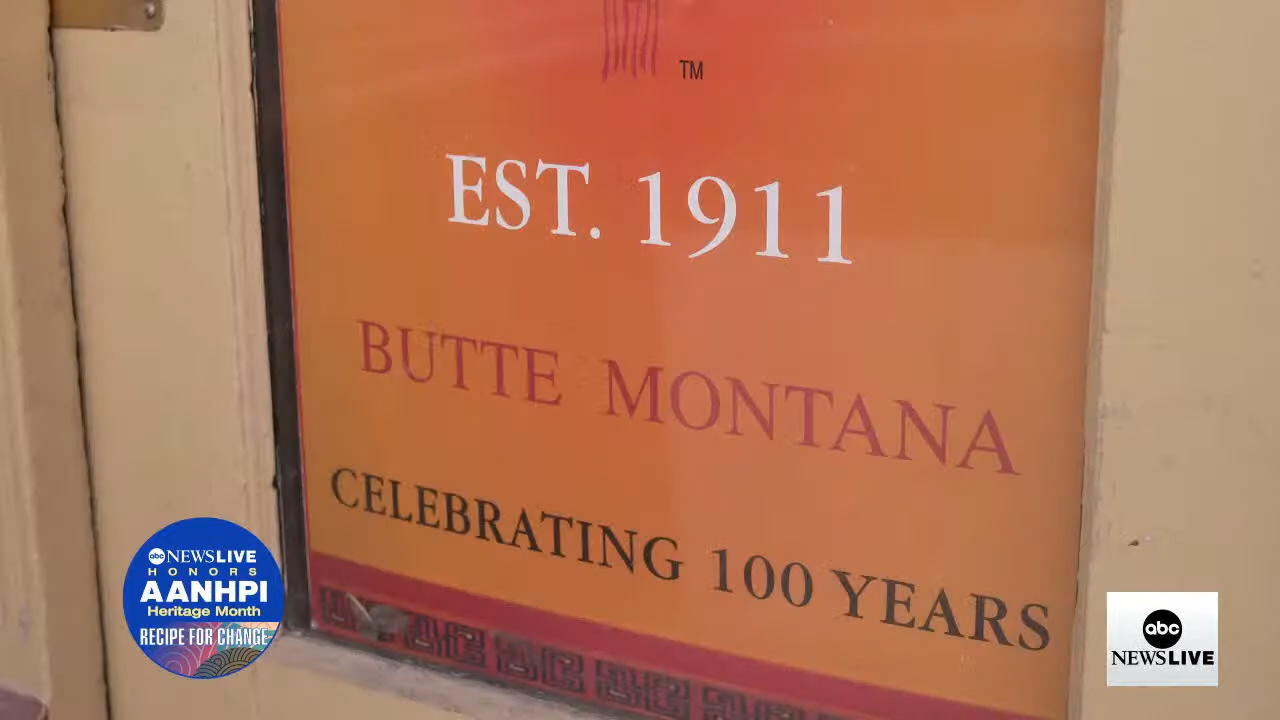 TM
EST. 1911
BUTTE MONTANA
CELEBRATING 100 YEARS
abc NEWS LIVE
HONORS
AANHPI
Heritage Month
RECIPE FOR CHANGE
abc
NEWS LIVE